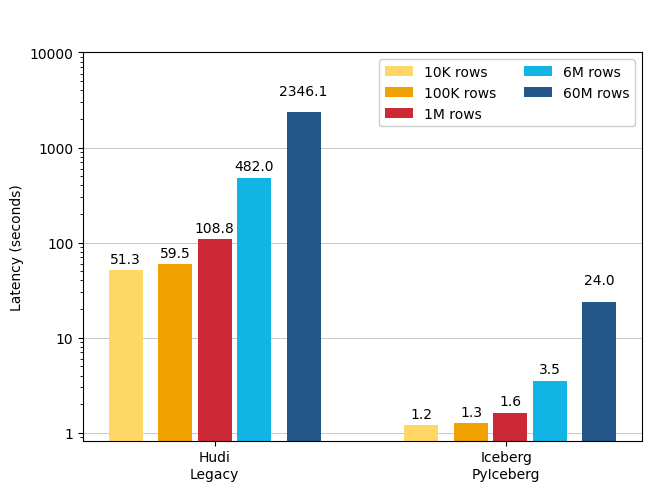 10000
1000
100
10
1
Latency (seconds)
10K rows
100K rows
1M rows
6M rows
60M rows
51.3
59.5
108.8
482.0
2346.1
1.2
1.3
1.6
3.5
24.0
Hudi
Legacy
Iceberg
PyIceberg